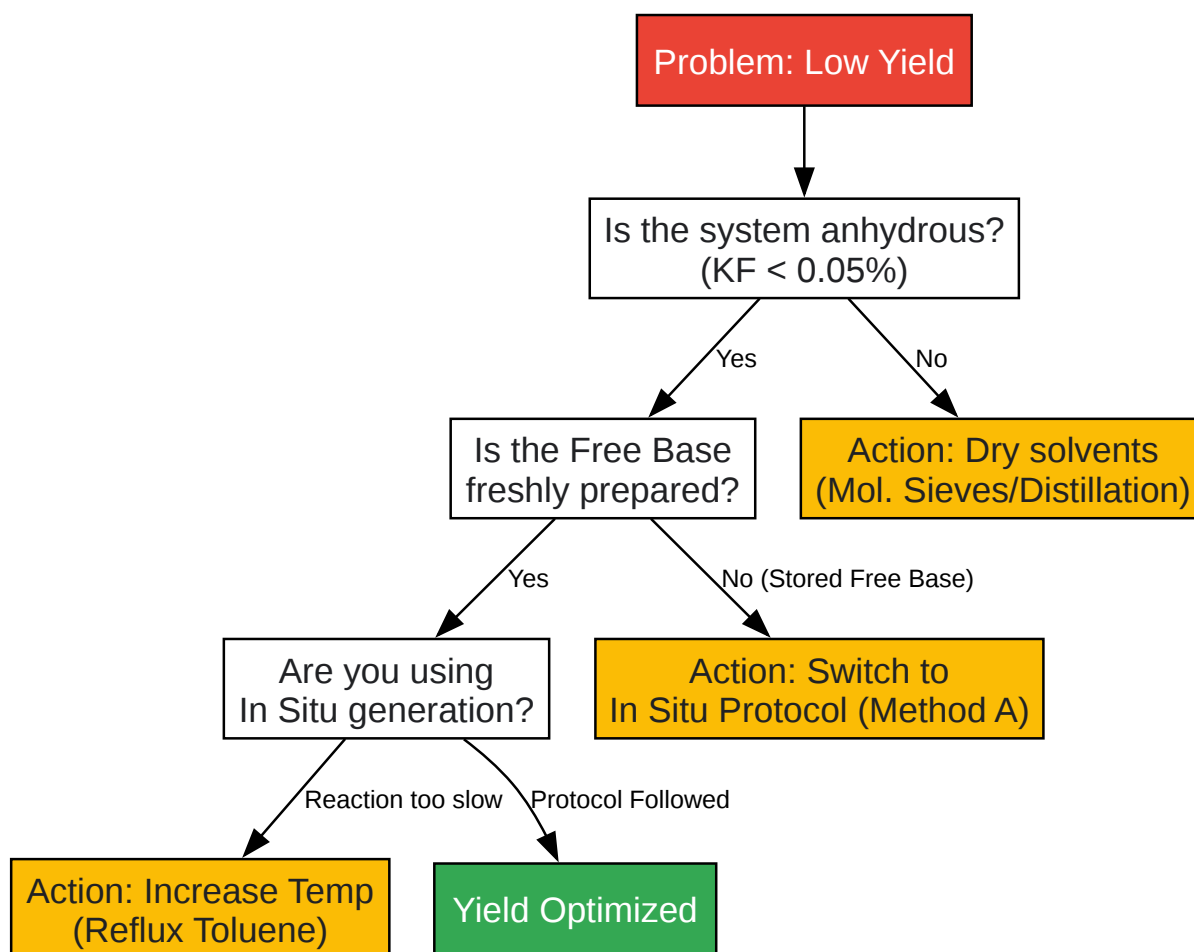 Problem: Low Yield
Is the system anhydrous?
(KF < 0.05%)
Yes
No
Is the Free Base
freshly prepared?
Action: Dry solvents
(Mol. Sieves/Distillation)
Yes
No (Stored Free Base)
Are you using
In Situ generation?
Action: Switch to
In Situ Protocol (Method A)
Reaction too slow
Protocol Followed
Action: Increase Temp
(Reflux Toluene)
Yield Optimized